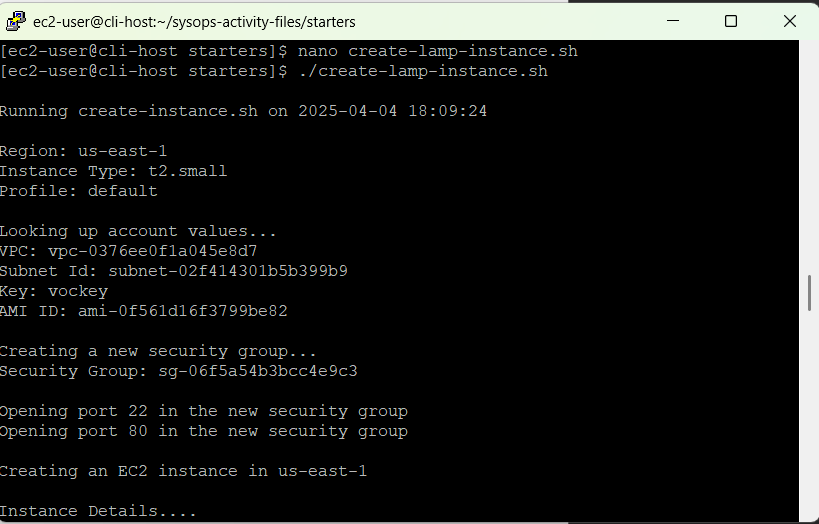 ec2-user@cli-host:~/sysops-activity-files/starters
[ec2-user@cli-host starters]$ nano create-lamp-instance.sh
[ec2-user@cli-host starters]$ ./create-lamp-instance.sh
Running create-instance.sh on 2025-04-04 18:09:24
Region: us-east-1
Instance Type: t2.small
Profile: default
Looking up account values...
VPC: vpc-0376ee0f1a045e8d7
Subnet Id: subnet-02f414301b5b399b9
Key: vockey
AMI ID: ami-0f561d16f3799be82
Creating a new security group...
Security Group: sg-06f5a54b3bcc4e9c3
Opening port 22 in the new security group
Opening port 80 in the new security group
Creating an EC2 instance in us-east-1
Instance Details....